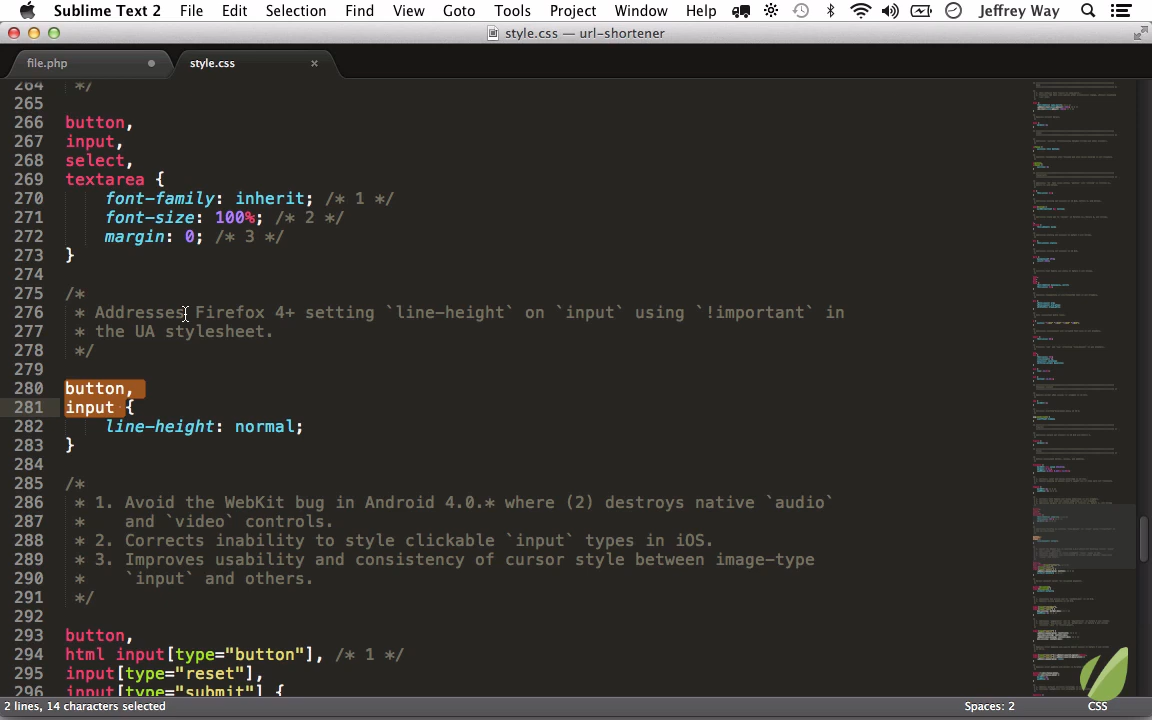 Sublime Text 2 File Edit Selection Find View Goto Tools Project Window Help Jeffrey Way
style.css — url-shortener
file.php style.css
264 */
265
266 button,
267 input,
268 select,
269 textarea {
270 font-family: inherit; /* 1 */
271 font-size: 100%; /* 2 */
272 margin: 0; /* 3 */
273 }
274
275 /*
276 * Addresses Firefox 4+ setting `line-height` on `input` using `!important` in
277 * the UA stylesheet.
278 */
279
280 button,
281 input {
282 line-height: normal;
283 }
284
285 /*
286 * 1. Avoid the WebKit bug in Android 4.0.* where (2) destroys native `audio`
287 * and `video` controls.
288 * 2. Corrects inability to style clickable `input` types in iOS.
289 * 3. Improves usability and consistency of cursor style between image-type
290 * `input` and others.
291 */
292
293 button,
294 html input[type="button"], /* 1 */
295 input[type="reset"],
296 input[type="submit"] {
2 lines, 14 characters selected Spaces: 2 CSS